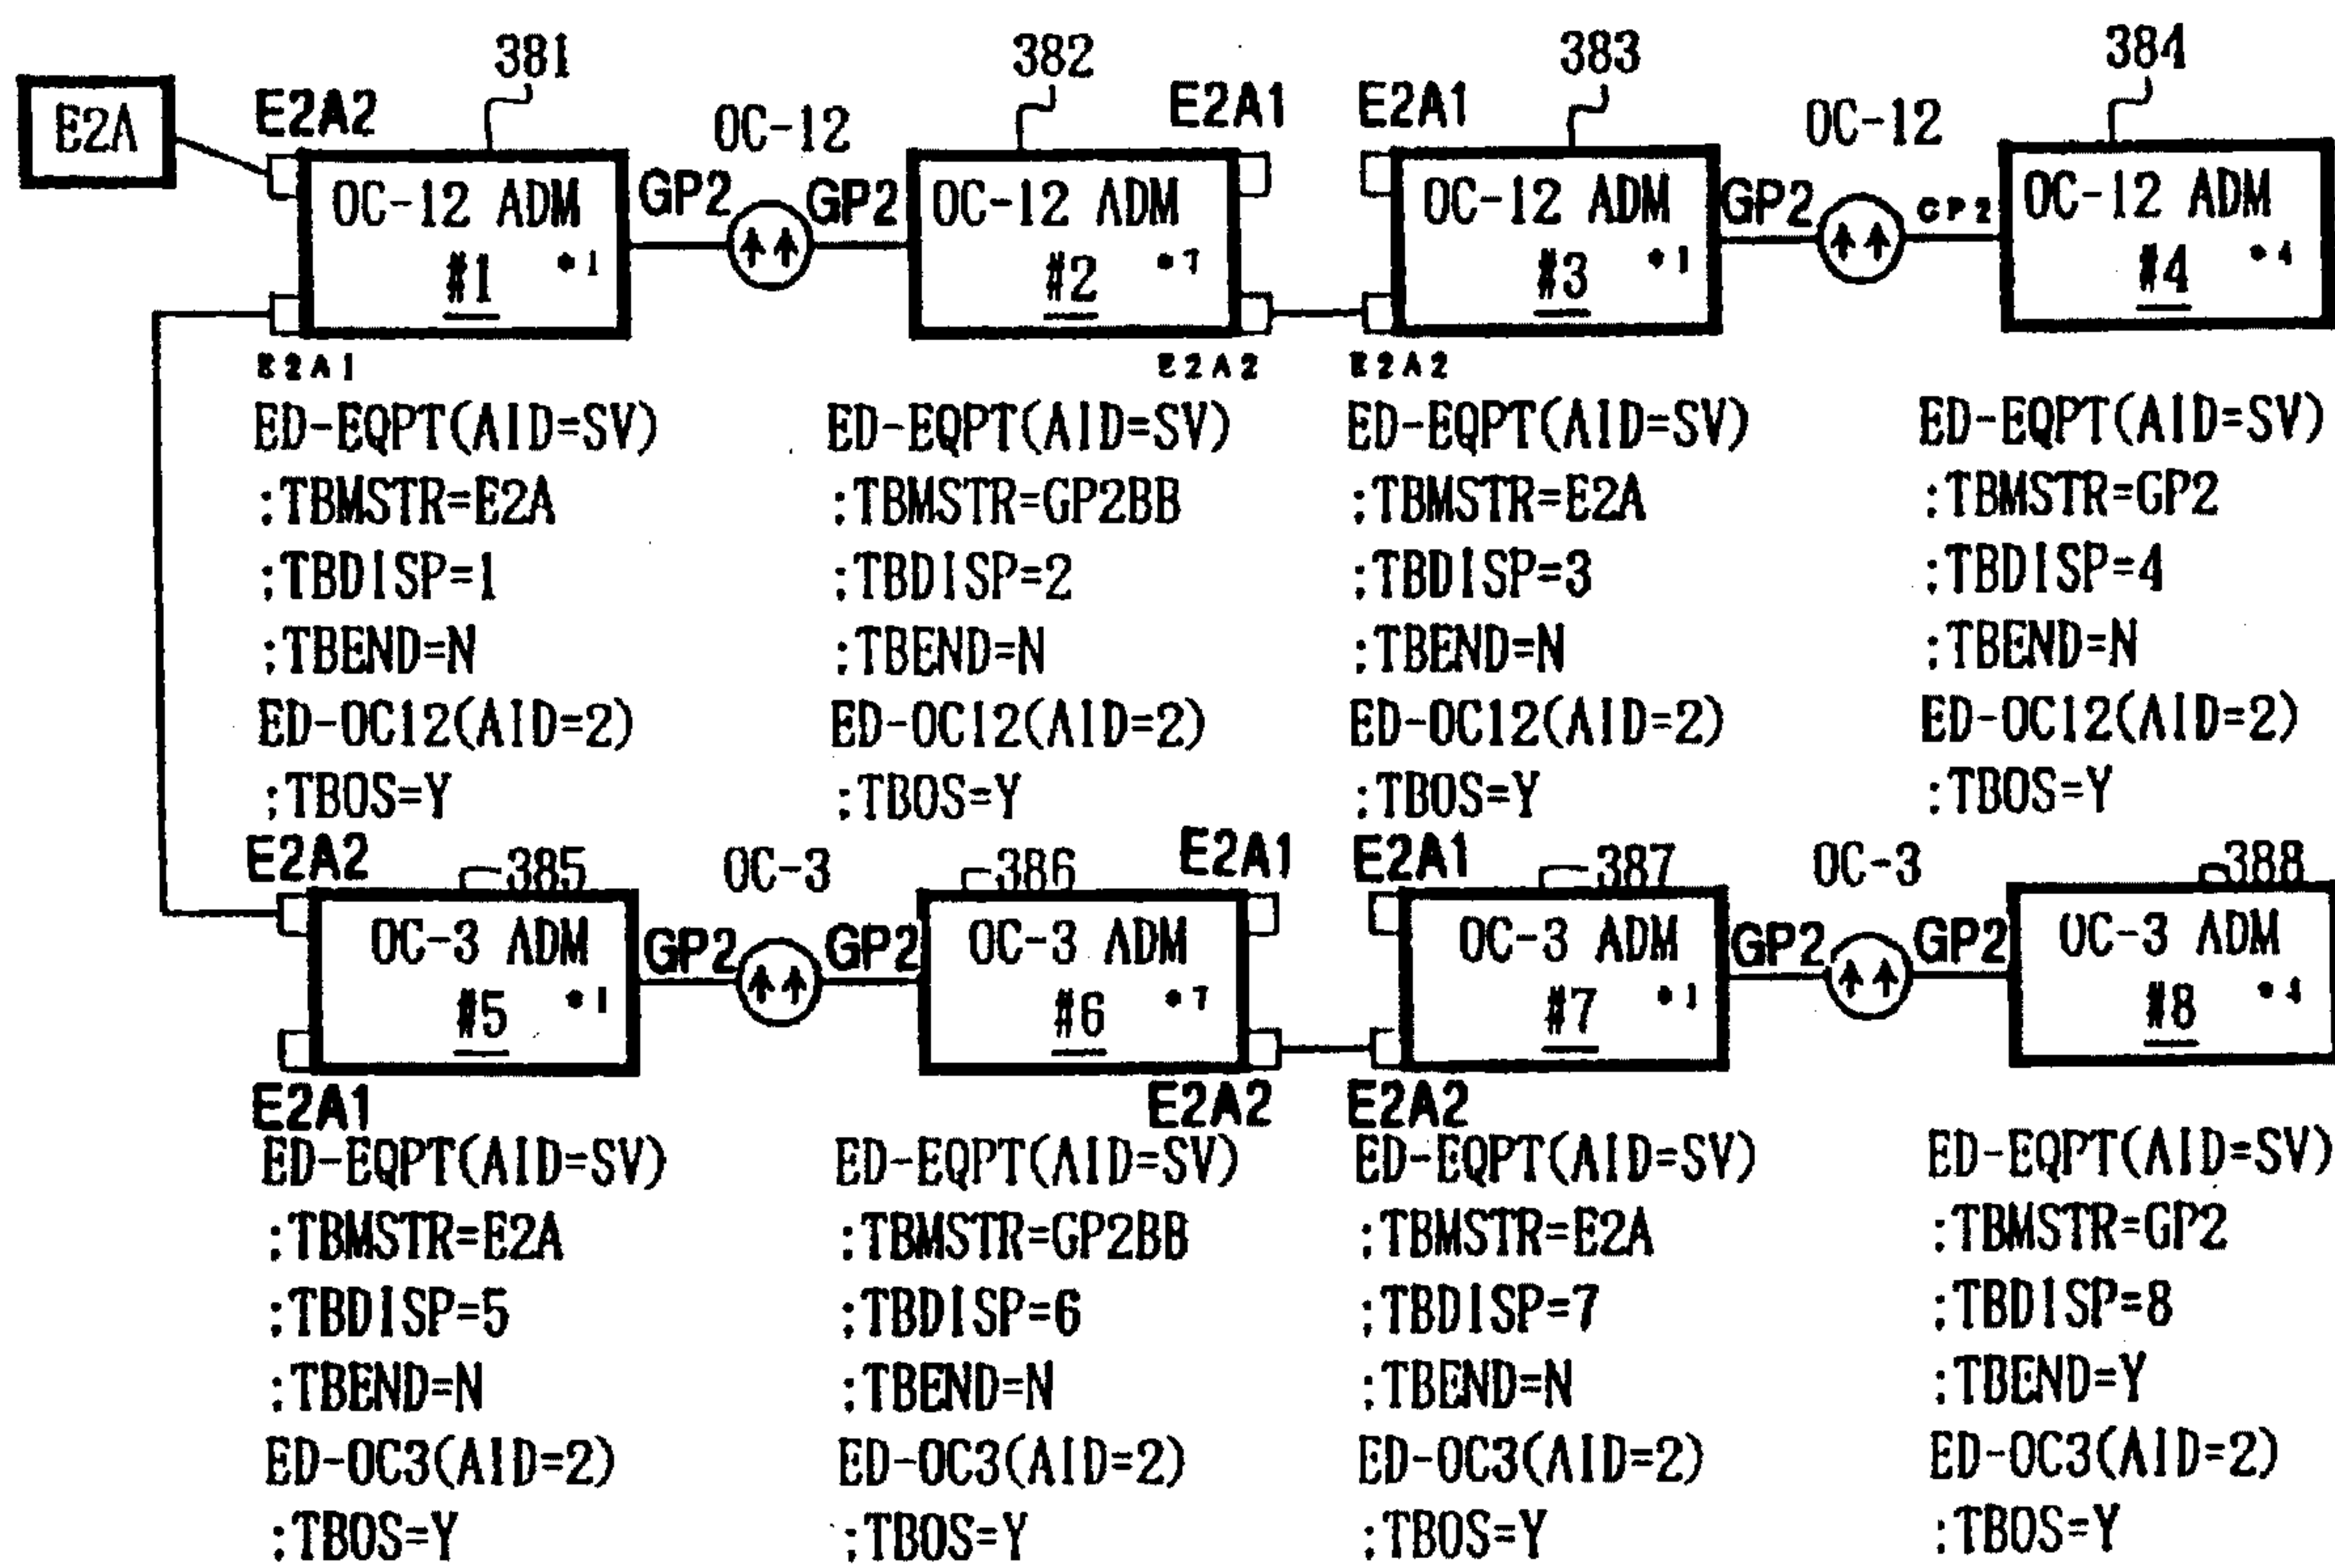 381 382 383 384
E2A E2A2 OC-12 E2A1 E2A1 OC-12
OC-12 ADM GP2 GP2 OC-12 ADM OC-12 ADM GP2 GP2 OC-12 ADM
#1 *1 #2 *7 #3 *1 #4 *4
E2A1 E2A2 E2A2
ED-EQPT(AID=SV) ED-EQPT(AID=SV) ED-EQPT(AID=SV) ED-EQPT(AID=SV)
:TBMSTR=E2A :TBMSTR=GP2BB :TBMSTR=E2A :TBMSTR=GP2
:TBDISP=1 :TBDISP=2 :TBDISP=3 :TBDISP=4
:TBEND=N :TBEND=N :TBEND=N :TBEND=N
ED-OC12(AID=2) ED-OC12(AID=2) ED-OC12(AID=2) ED-OC12(AID=2)
:TBOS=Y :TBOS=Y :TBOS=Y :TBOS=Y
E2A2 385 OC-3 386 E2A1 E2A1 387 OC-3 388
OC-3 ADM GP2 GP2 OC-3 ADM OC-3 ADM GP2 GP2 OC-3 ADM
#5 *1 #6 *7 #7 *1 #8 *4
E2A1 E2A2 E2A2
ED-EQPT(AID=SV) ED-EQPT(AID=SV) ED-EQPT(AID=SV) ED-EQPT(AID=SV)
:TBMSTR=E2A :TBMSTR=GP2BB :TBMSTR=E2A :TBMSTR=GP2
:TBDISP=5 :TBDISP=6 :TBDISP=7 :TBDISP=8
:TBEND=N :TBEND=N :TBEND=N :TBEND=Y
ED-OC3(AID=2) ED-OC3(AID=2) ED-OC3(AID=2) ED-OC3(AID=2)
:TBOS=Y :TBOS=Y :TBOS=Y :TBOS=Y